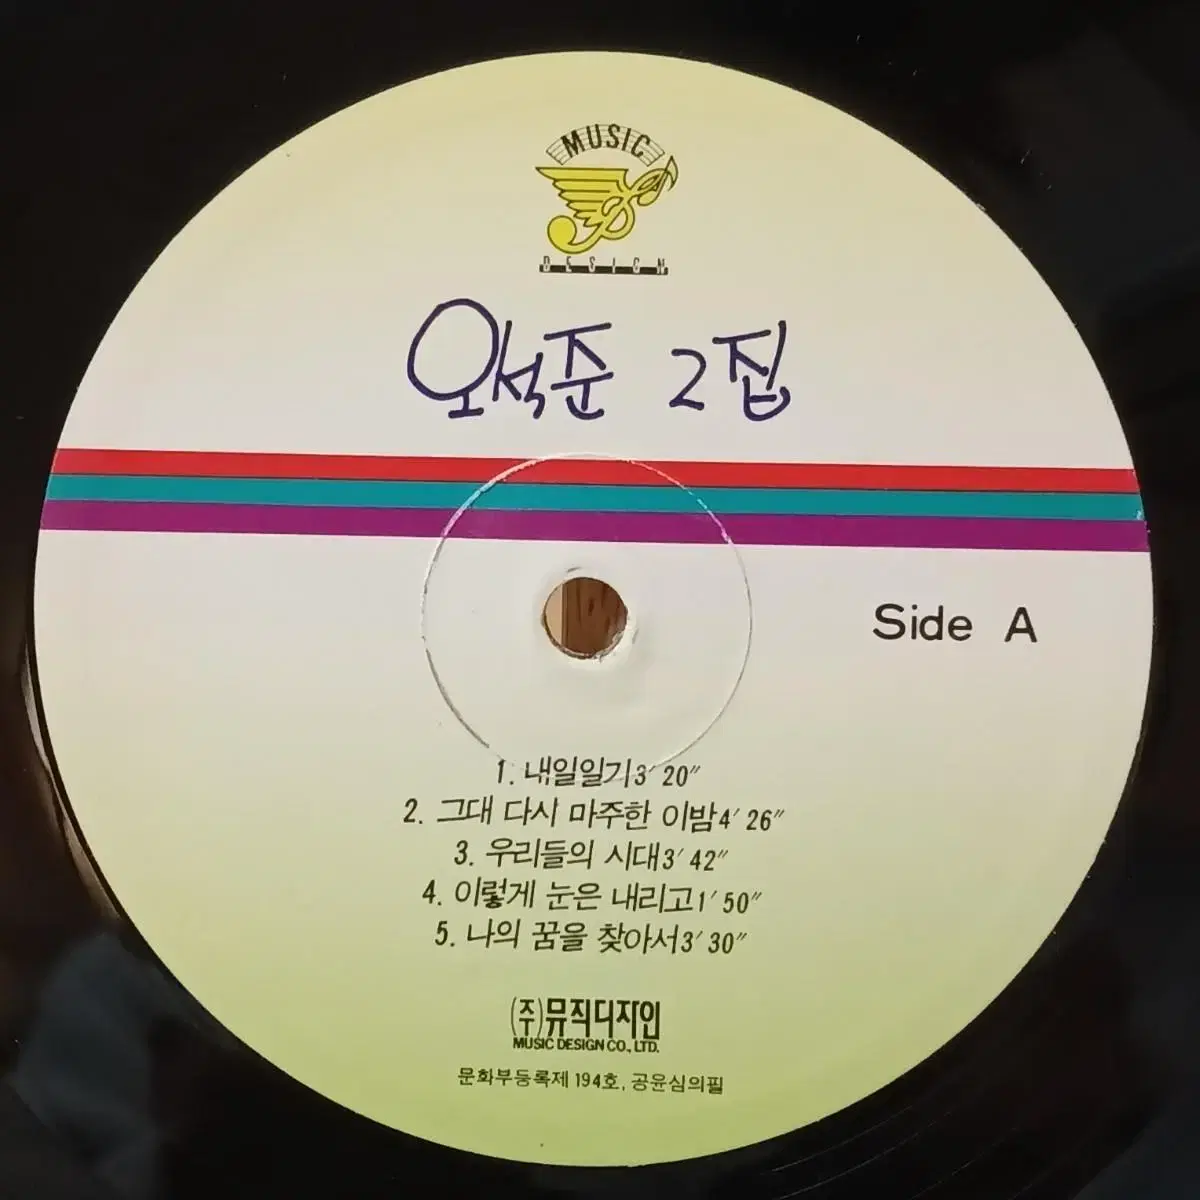 MUSIC
DESIGN
오석준 2집
Side A
1. 내일일기 3′ 20″
2. 그대 다시 마주한 이밤 4′ 26″
3. 우리들의 시대 3′ 42″
4. 이렇게 눈은 내리고 1′ 50″
5. 나의 꿈을 찾아서 3′ 30″
(주)뮤직디자인
MUSIC DESIGN CO., LTD.
문화부등록제 194호, 공윤심의필